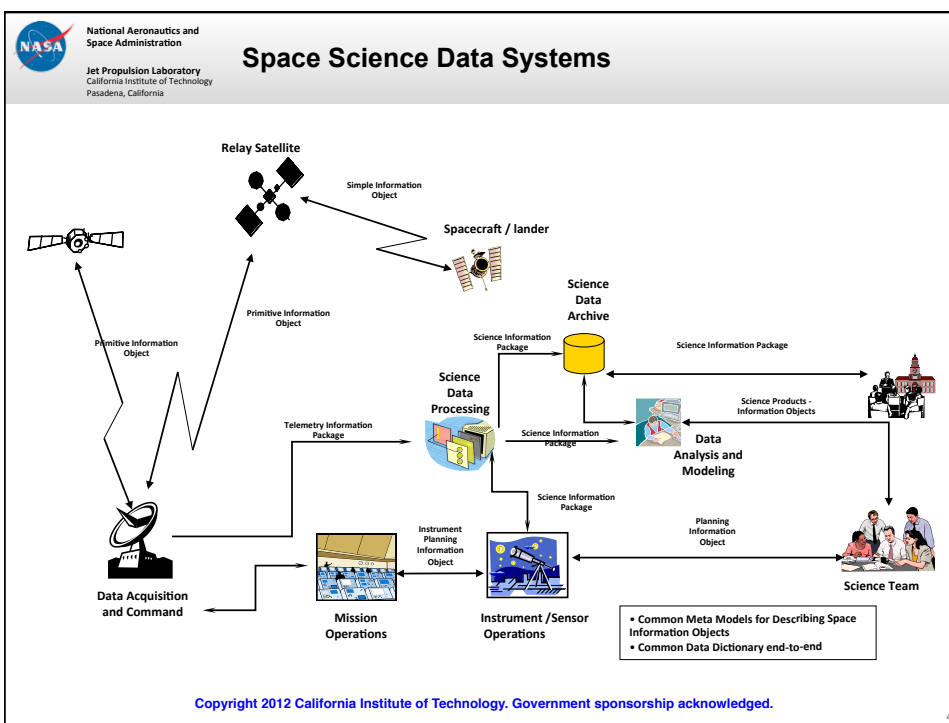 NASA
National Aeronautics and
Space Administration
Jet Propulsion Laboratory
California Institute of Technology
Pasadena, California
Space Science Data Systems
Relay Satellite
Simple Information
Object
Spacecraft / lander
Science
Data
Archive
Primitive Information
Object
Primitive Information
Object
Science Information
Package
Science Information Package
Science
Data
Processing
Science Products -
Information Objects
Telemetry Information
Package
Science Information
Package
Data
Analysis and
Modeling
Science Information
Package
Instrument
Planning
Information
Object
Planning
Information
Object
Data Acquisition
and Command
Mission
Operations
Instrument /Sensor
Operations
Science Team
• Common Meta Models for Describing Space
Information Objects
• Common Data Dictionary end-to-end
Copyright 2012 California Institute of Technology. Government sponsorship acknowledged.